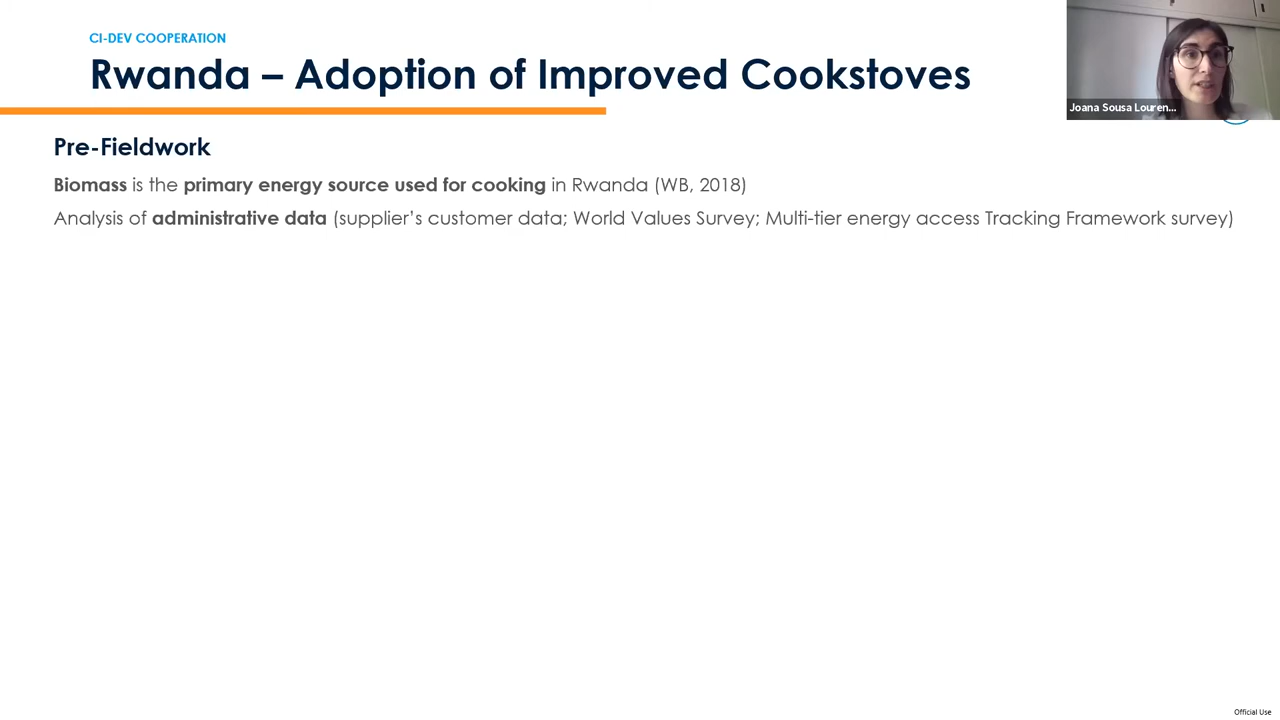 CI-DEV COOPERATION
Rwanda – Adoption of Improved Cookstoves
Joana Sousa Louren...
Pre-Fieldwork
Biomass is the primary energy source used for cooking in Rwanda (WB, 2018)
Analysis of administrative data (supplier’s customer data; World Values Survey; Multi-tier energy access Tracking Framework survey)
Official Use